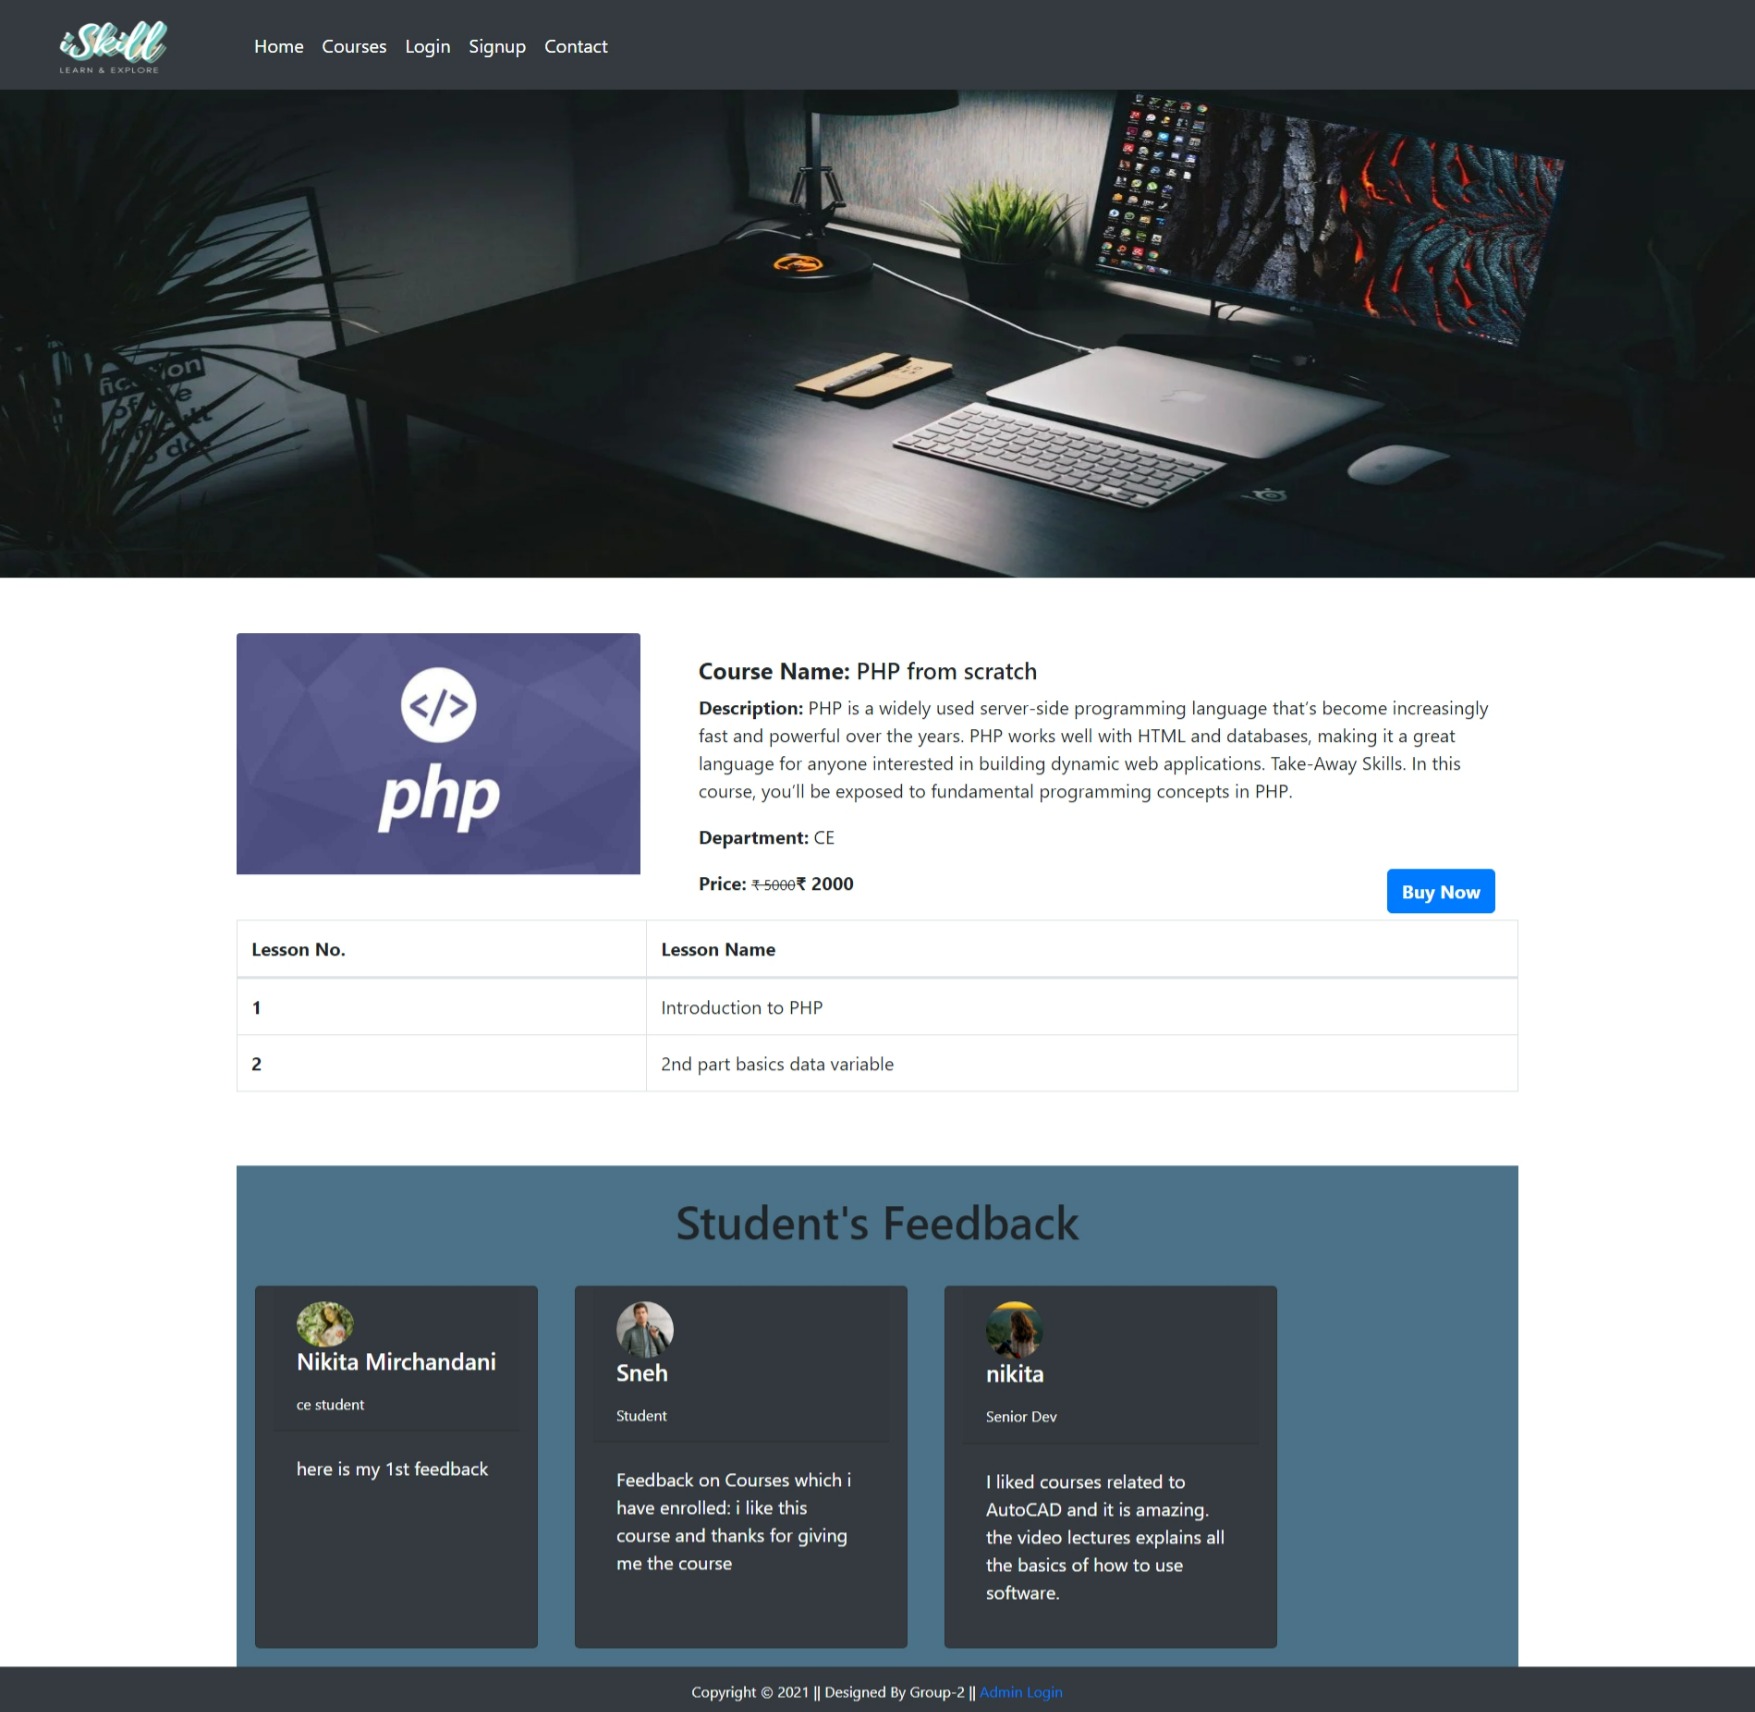 iSkill
LEARN & EXPLORE
Home Courses Login Signup Contact
php
Course Name: PHP from scratch
Description: PHP is a widely used server-side programming language that’s become increasingly
fast and powerful over the years. PHP works well with HTML and databases, making it a great
language for anyone interested in building dynamic web applications. Take-Away Skills. In this
course, you’ll be exposed to fundamental programming concepts in PHP.
Department: CE
Price: ₹ 5000₹ 2000
Buy Now
Lesson No. Lesson Name
1 Introduction to PHP
2 2nd part basics data variable
Student's Feedback
Nikita Mirchandani
ce student
here is my 1st feedback
Sneh
Student
Feedback on Courses which i
have enrolled: i like this
course and thanks for giving
me the course
nikita
Senior Dev
I liked courses related to
AutoCAD and it is amazing.
the video lectures explains all
the basics of how to use
software.
Copyright © 2021 || Designed By Group-2 || Admin Login